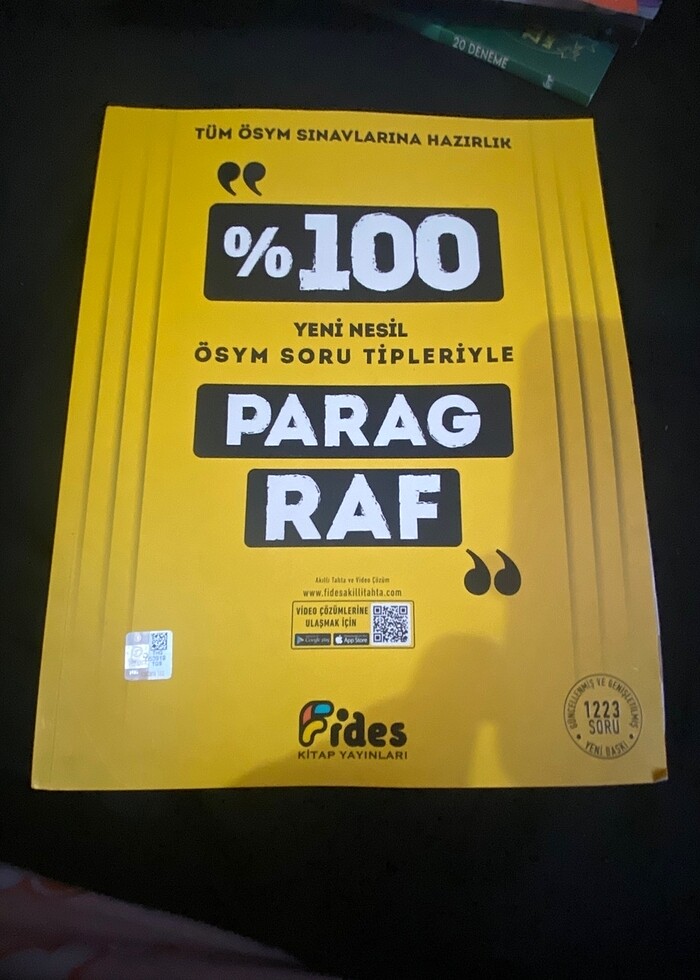 20 DENEME
TÜM ÖSYM SINAVLARINA HAZIRLIK
%100
YENİ NESİL
ÖSYM SORU TİPLERİYLE
PARAG
RAF
Akıllı Tahta ve Video Çözüm
www.fidesakillitahta.com
VİDEO ÇÖZÜMLERİNE
ULAŞMAK İÇİN
Google play
App Store
Fides
KİTAP YAYINLARI
GÜNCELLENMİŞ VE GENİŞLETİLMİŞ
1223
SORU
YENİ BASKI